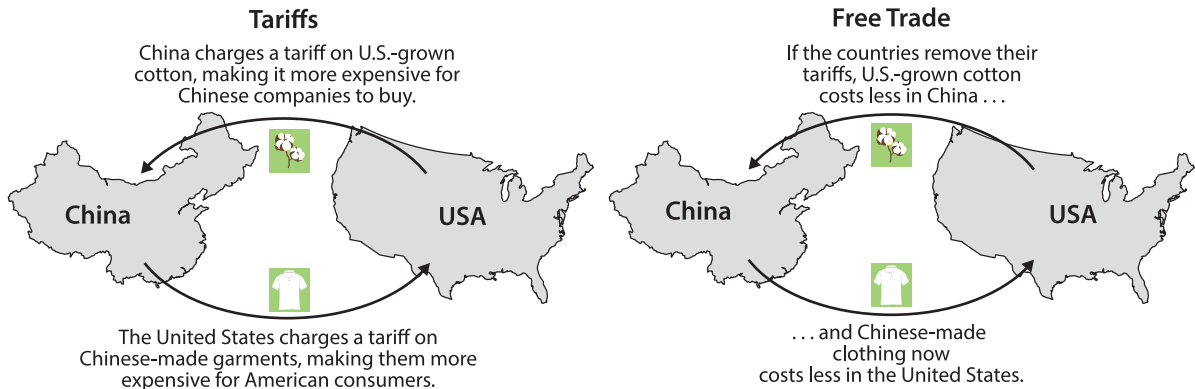 Tariffs
China charges a tariff on U.S.-grown
cotton, making it more expensive for
Chinese companies to buy.
China
USA
The United States charges a tariff on
Chinese-made garments, making them more
expensive for American consumers.
Free Trade
If the countries remove their
tariffs, U.S.-grown cotton
costs less in China . . .
China
USA
. . . and Chinese-made
clothing now
costs less in the United States.